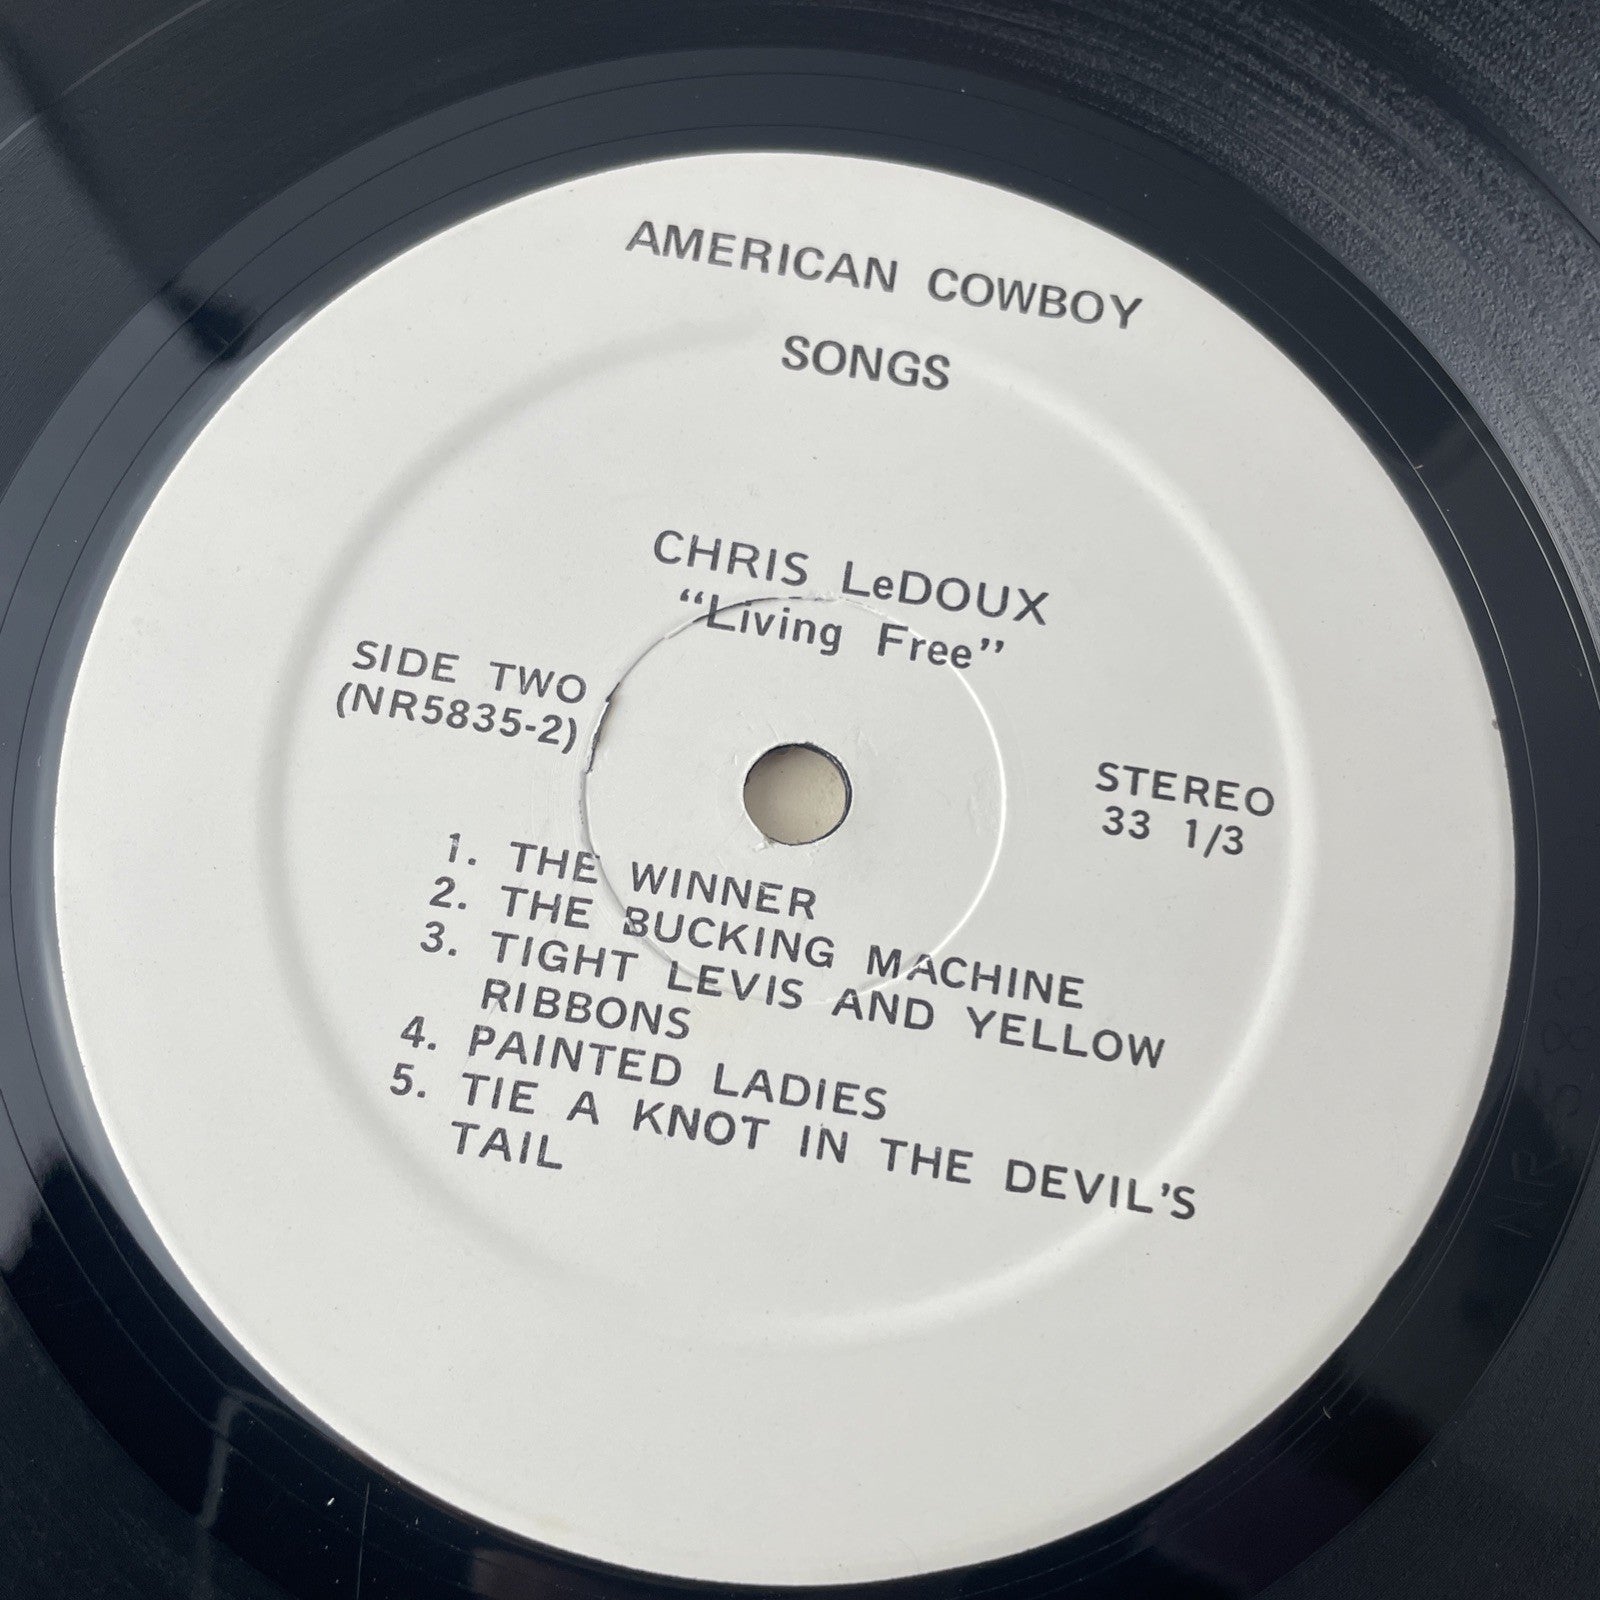 AMERICAN COWBOY
SONGS
CHRIS LeDOUX
“Living Free”
SIDE TWO
(NR5835-2)
STEREO
33 1/3
1. THE WINNER
2. THE BUCKING MACHINE
3. TIGHT LEVIS AND YELLOW
RIBBONS
4. PAINTED LADIES
5. TIE A KNOT IN THE DEVIL'S
TAIL